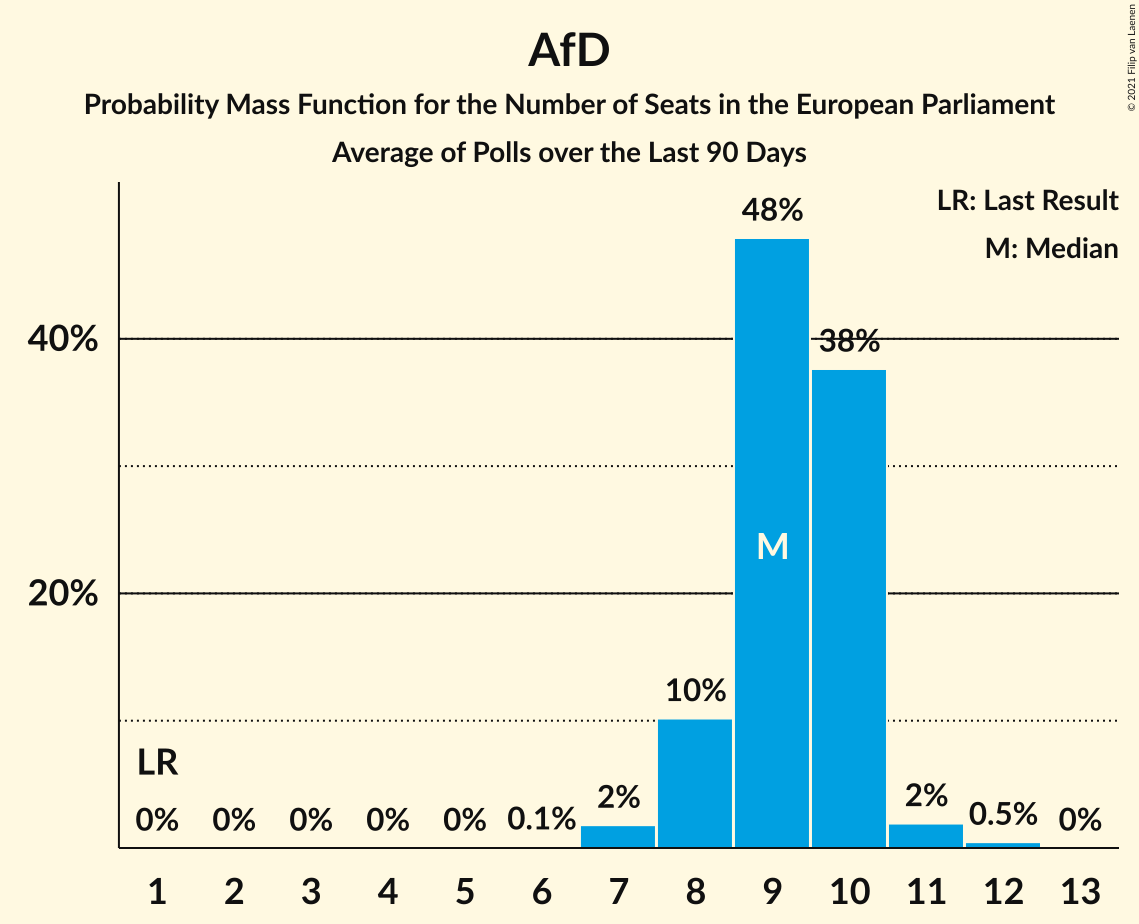 AfD
Probability Mass Function for the Number of Seats in the European Parliament
Average of Polls over the Last 90 Days
© 2021 Filip van Laenen
LR: Last Result
M: Median
48%
40%
38%
M
20%
10%
LR
0% 0% 0% 0% 0% 0.1% 2% 2% 0.5% 0%
1 2 3 4 5 6 7 8 9 10 11 12 13